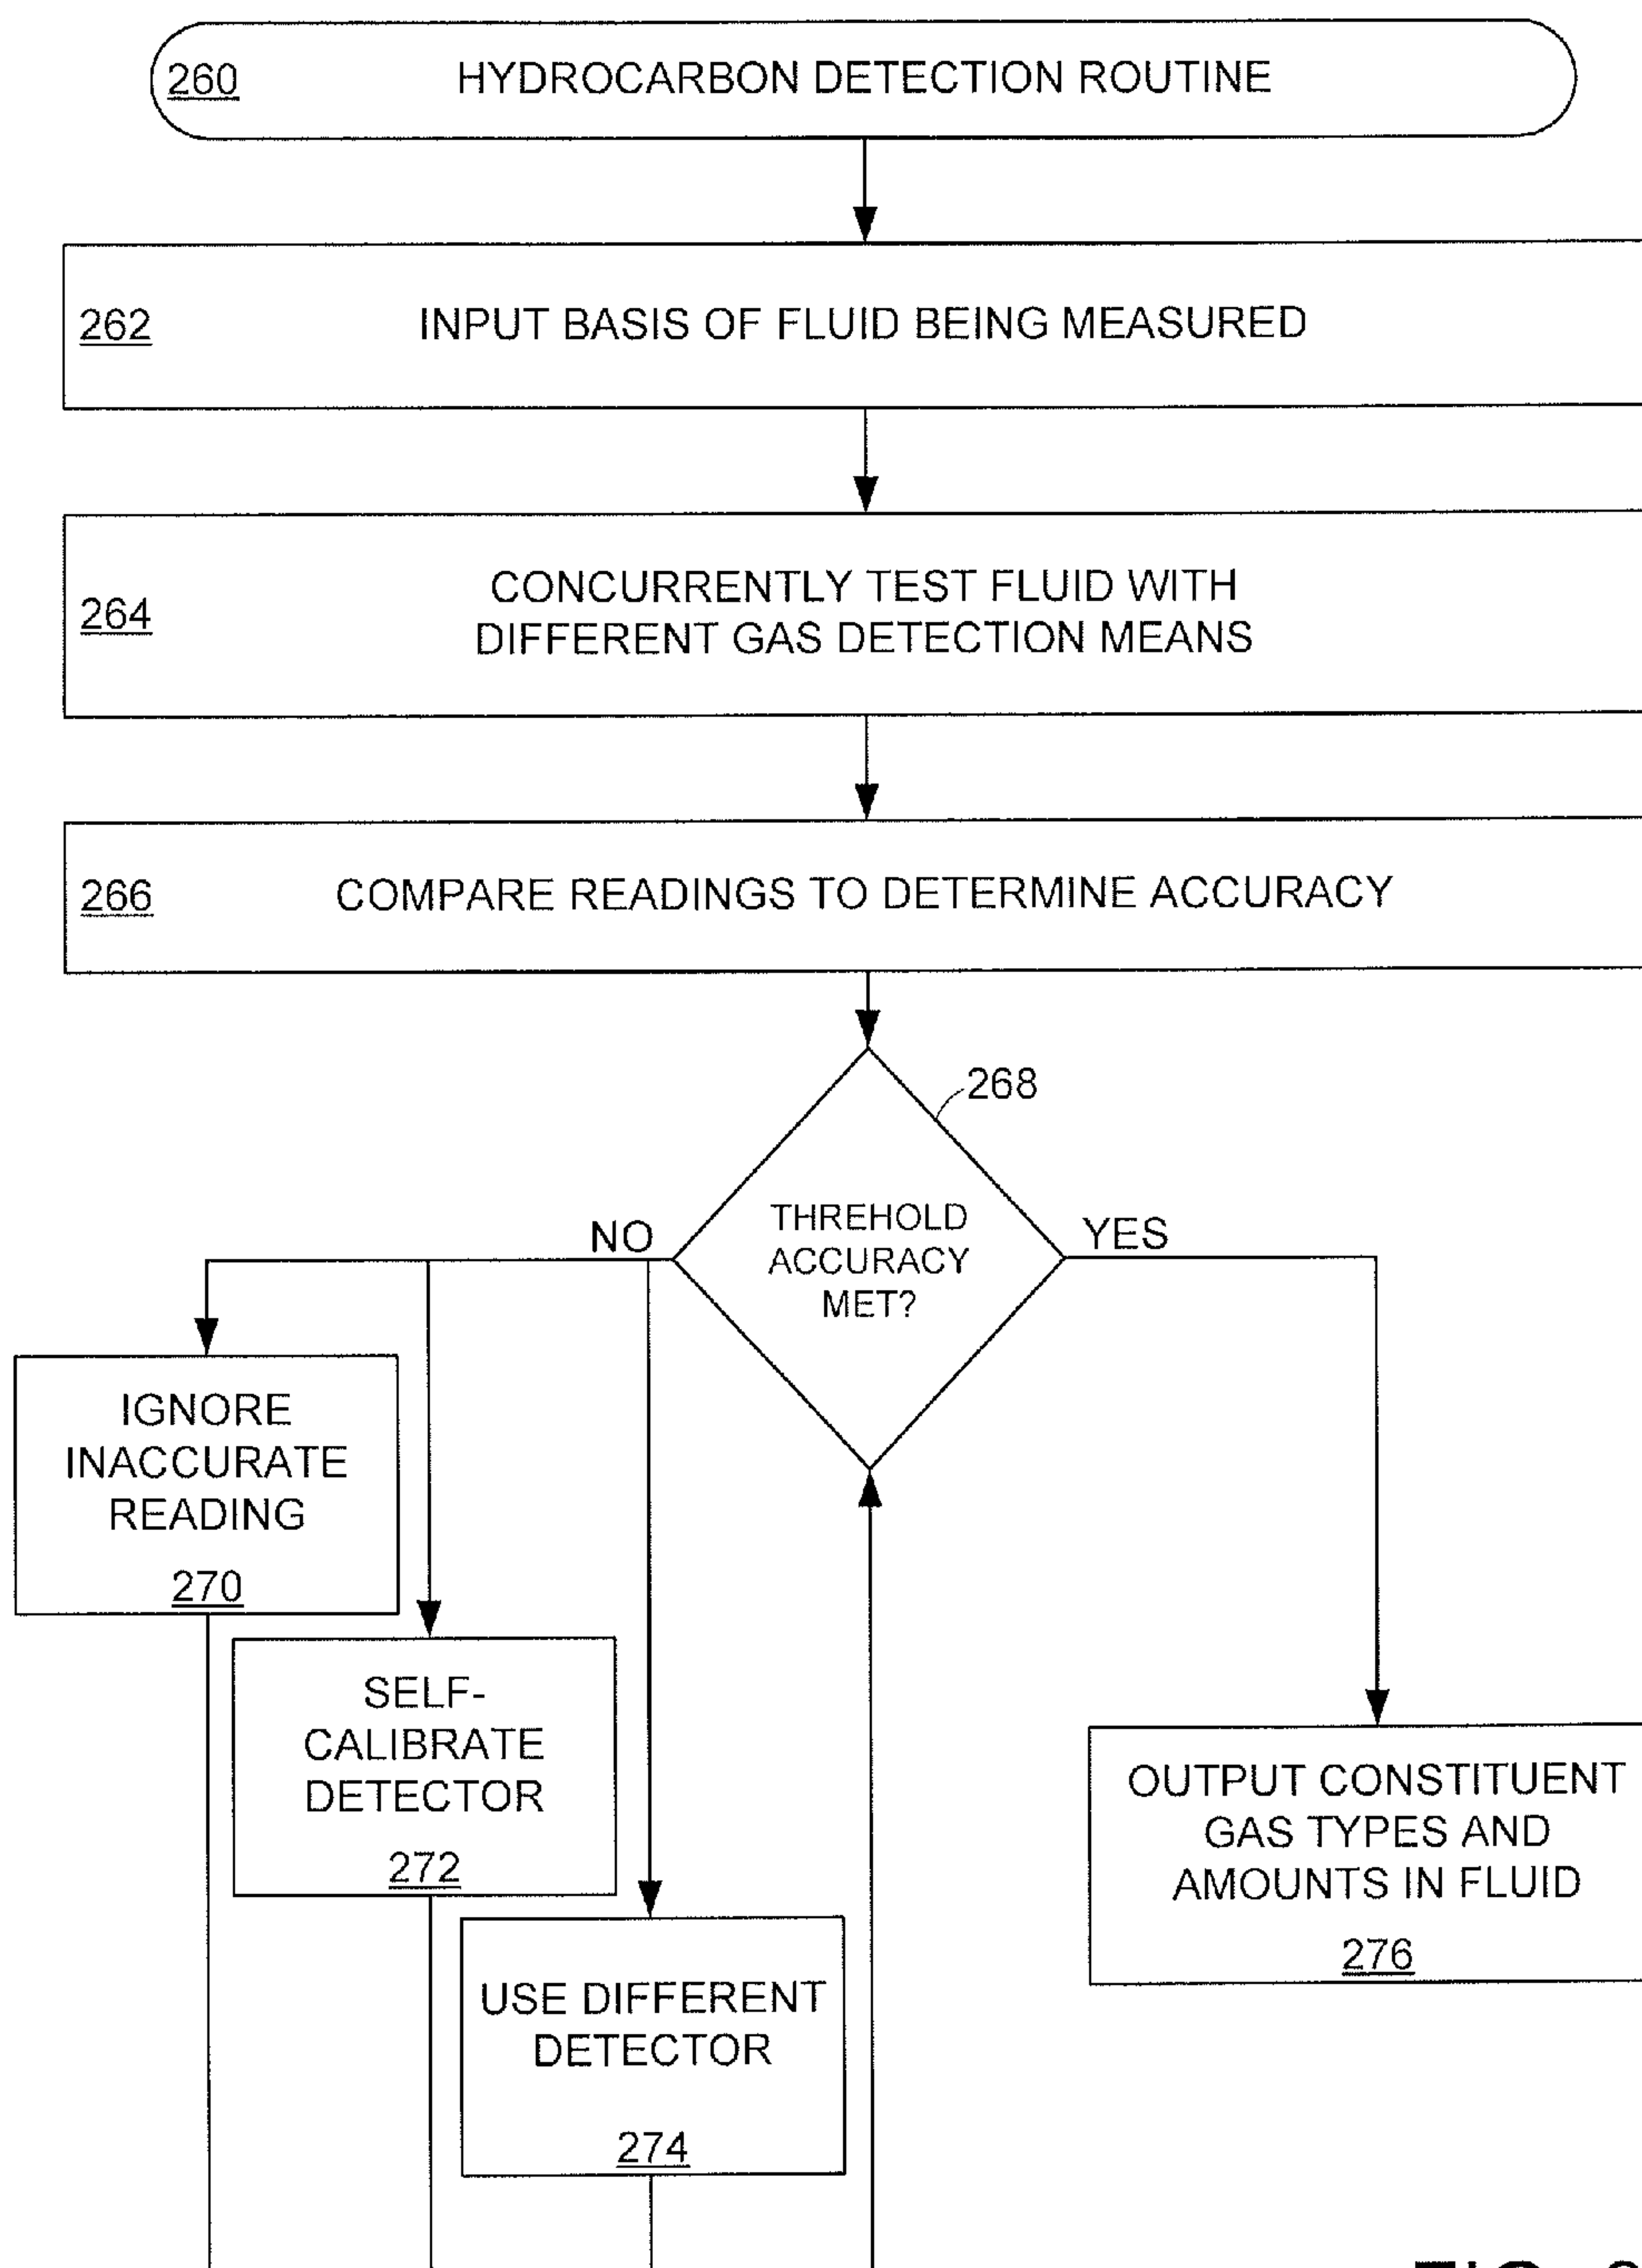 260
HYDROCARBON DETECTION ROUTINE
262
INPUT BASIS OF FLUID BEING MEASURED
264
CONCURRENTLY TEST FLUID WITH
DIFFERENT GAS DETECTION MEANS
266
COMPARE READINGS TO DETERMINE ACCURACY
268
THREHOLD
ACCURACY
MET?
NO
YES
IGNORE
INACCURATE
READING
270
SELF-
CALIBRATE
DETECTOR
272
USE DIFFERENT
DETECTOR
274
OUTPUT CONSTITUENT
GAS TYPES AND
AMOUNTS IN FLUID
276